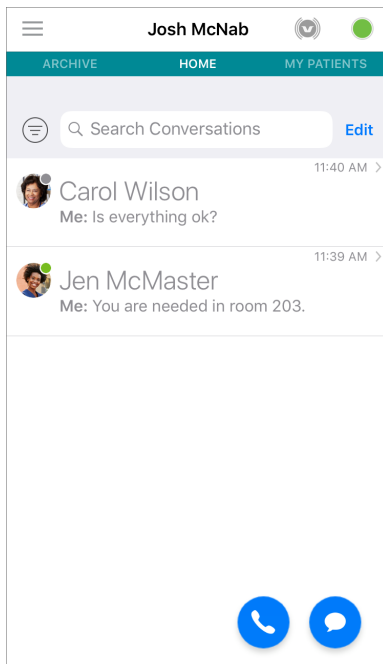 Josh McNab
ARCHIVE HOME MY PATIENTS
Search Conversations Edit
11:40 AM
Carol Wilson
Me: Is everything ok?
11:39 AM
Jen McMaster
Me: You are needed in room 203.